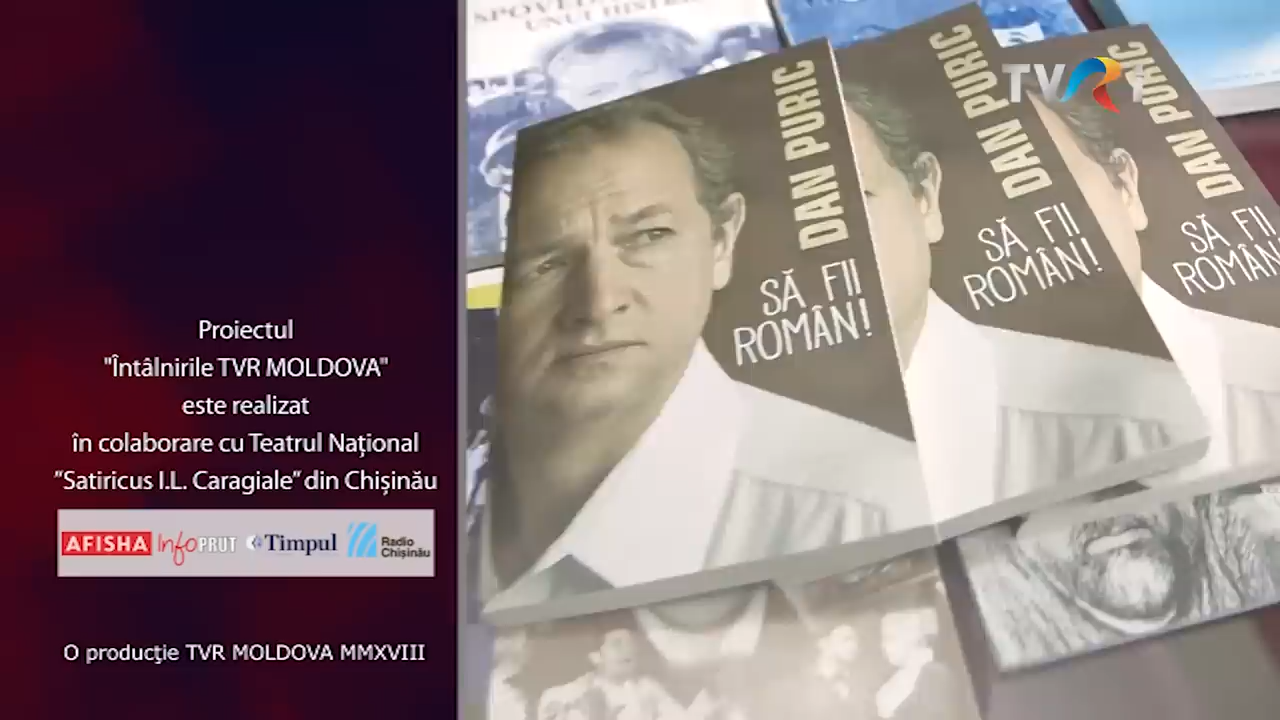 Proiectul
"Întâlnirile TVR MOLDOVA"
este realizat
în colaborare cu Teatrul Național
"Satiricus I.L. Caragiale" din Chișinău
AFISHA InfoPRUT Timpul Radio Chișinău
O producţie TVR MOLDOVA MMXVIII
UNUI
DAN PURIC
SĂ FII
ROMÂN!
DAN PURIC
SĂ FII
ROMÂN!
DAN PURIC
SĂ FII
ROMÂN!
TVR